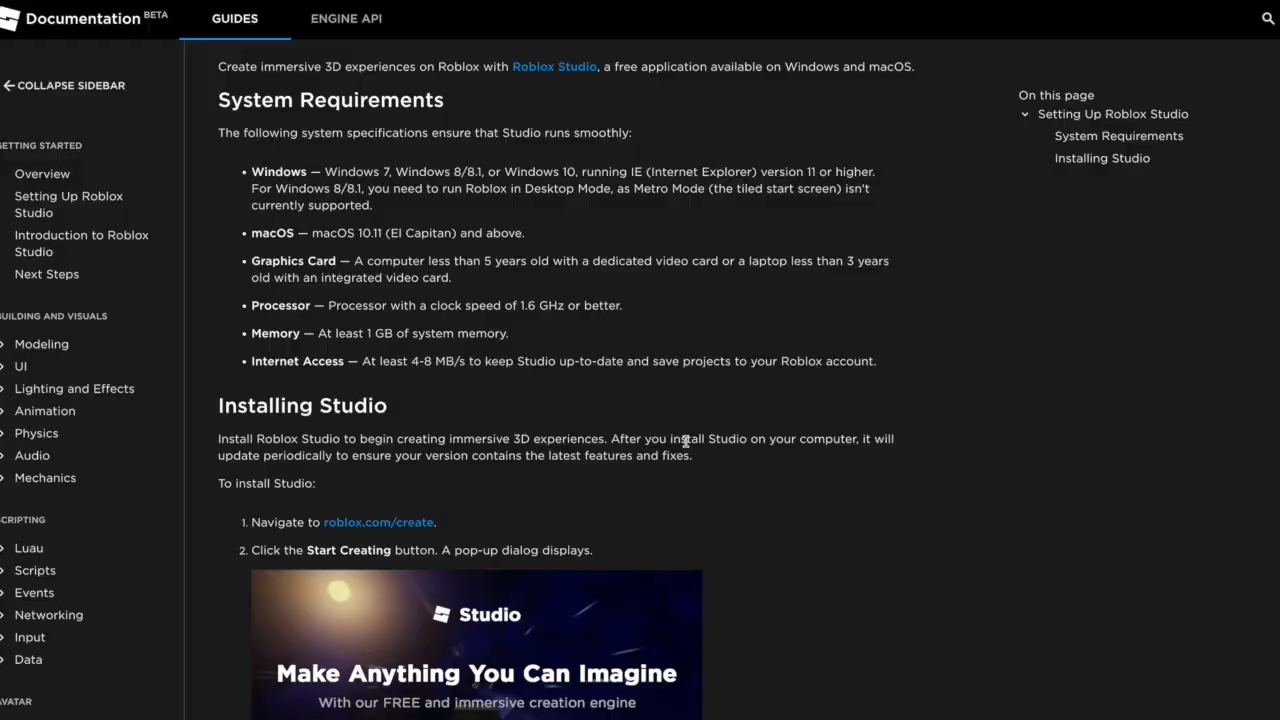 Documentation BETA
GUIDES
ENGINE API
COLLAPSE SIDEBAR
ETTING STARTED
Overview
Setting Up Roblox
Studio
Introduction to Roblox
Studio
Next Steps
UILDING AND VISUALS
Modeling
UI
Lighting and Effects
Animation
Physics
Audio
Mechanics
CRIPTING
Luau
Scripts
Events
Networking
Input
Data
VATAR
Create immersive 3D experiences on Roblox with Roblox Studio, a free application available on Windows and macOS.
System Requirements
The following system specifications ensure that Studio runs smoothly:
• Windows — Windows 7, Windows 8/8.1, or Windows 10, running IE (Internet Explorer) version 11 or higher.
For Windows 8/8.1, you need to run Roblox in Desktop Mode, as Metro Mode (the tiled start screen) isn't
currently supported.
• macOS — macOS 10.11 (El Capitan) and above.
• Graphics Card — A computer less than 5 years old with a dedicated video card or a laptop less than 3 years
old with an integrated video card.
• Processor — Processor with a clock speed of 1.6 GHz or better.
• Memory — At least 1 GB of system memory.
• Internet Access — At least 4-8 MB/s to keep Studio up-to-date and save projects to your Roblox account.
Installing Studio
Install Roblox Studio to begin creating immersive 3D experiences. After you install Studio on your computer, it will
update periodically to ensure your version contains the latest features and fixes.
To install Studio:
1. Navigate to roblox.com/create.
2. Click the Start Creating button. A pop-up dialog displays.
Studio
Make Anything You Can Imagine
With our FREE and immersive creation engine
On this page
Setting Up Roblox Studio
System Requirements
Installing Studio